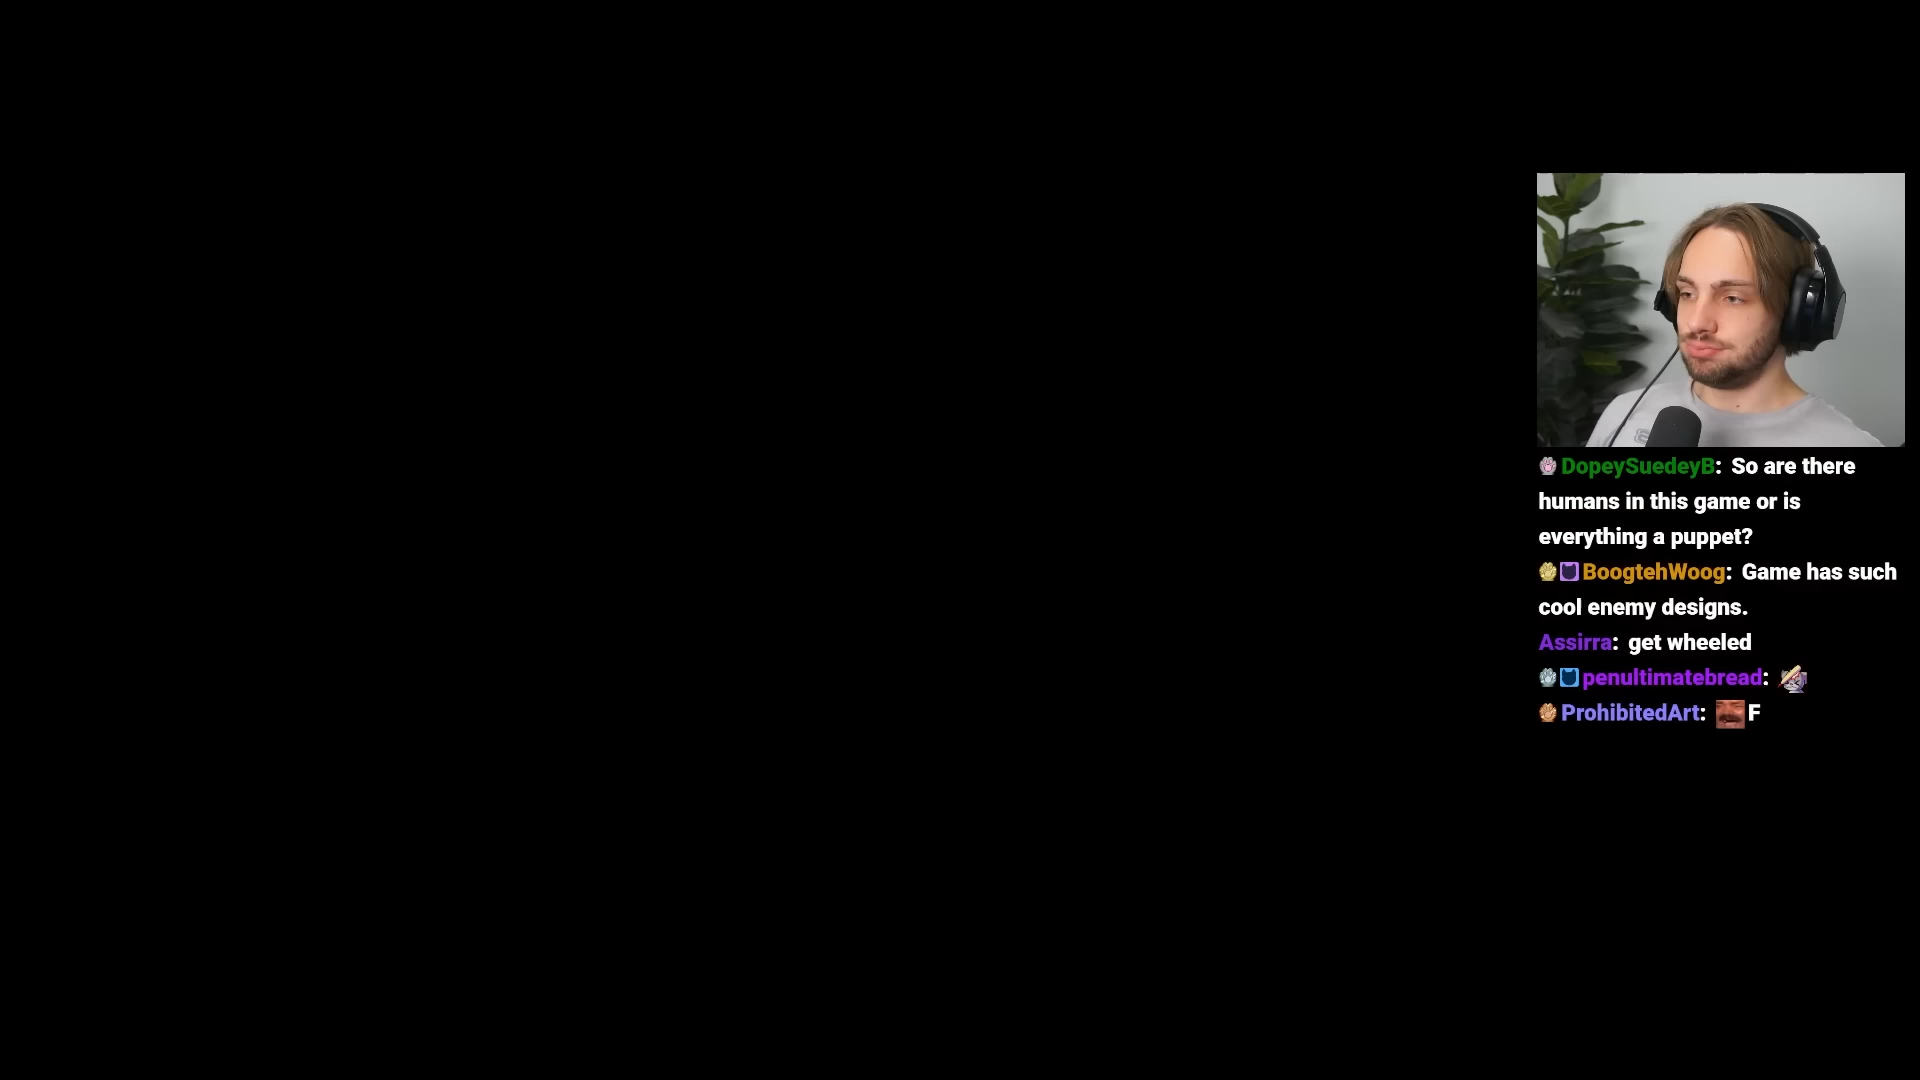 DopeySuedeyB: So are there
humans in this game or is
everything a puppet?
BoogtehWoog: Game has such
cool enemy designs.
Assirra: get wheeled
penultimatebread:
ProhibitedArt: F